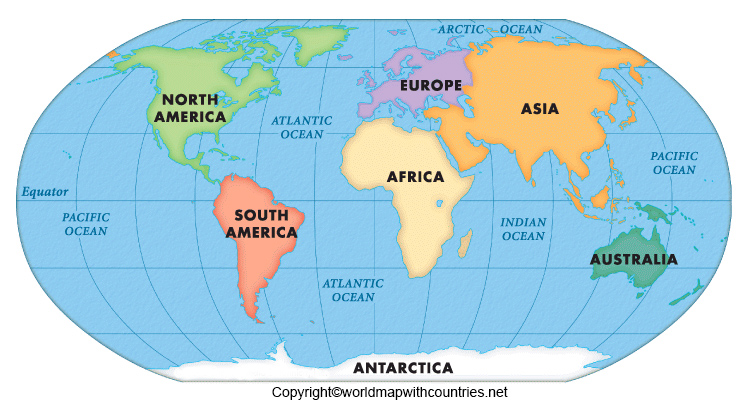 ARCTIC OCEAN
EUROPE
NORTH
AMERICA
ASIA
ATLANTIC
OCEAN
PACIFIC
OCEAN
AFRICA
Equator
PACIFIC
OCEAN
SOUTH
AMERICA
INDIAN
OCEAN
AUSTRALIA
ATLANTIC
OCEAN
ANTARCTICA
Copyright©worldmapwithcountries.net